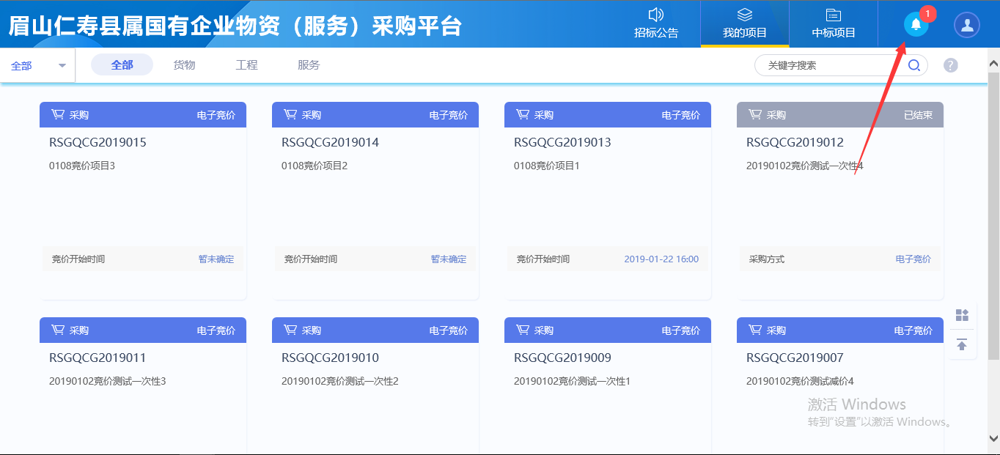 眉山仁寿县属国有企业物资（服务）采购平台
招标公告
我的项目
中标项目
1
全部
全部
货物
工程
服务
关键字搜索
?
采购 电子竞价
RSGQCG2019015
0108竞价项目3
竞价开始时间 暂未确定
采购 电子竞价
RSGQCG2019014
0108竞价项目2
竞价开始时间 暂未确定
采购 电子竞价
RSGQCG2019013
0108竞价项目1
竞价开始时间 2019-01-22 16:00
采购 已结束
RSGQCG2019012
20190102竞价测试一次性4
采购方式 电子竞价
采购 电子竞价
RSGQCG2019011
20190102竞价测试一次性3
采购 电子竞价
RSGQCG2019010
20190102竞价测试一次性2
采购 电子竞价
RSGQCG2019009
20190102竞价测试一次性1
采购 电子竞价
RSGQCG2019007
20190102竞价测试减价4
激活 Windows
转到"设置"以激活 Windows。